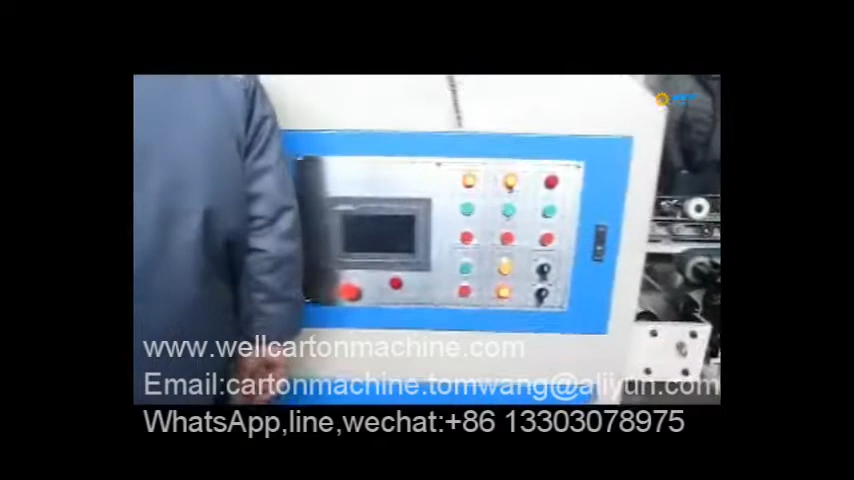 www.wellcartonmachine.com
Email:cartonmachine.tomwang@aliyun.com
WhatsApp,line,wechat:+86 13303078975